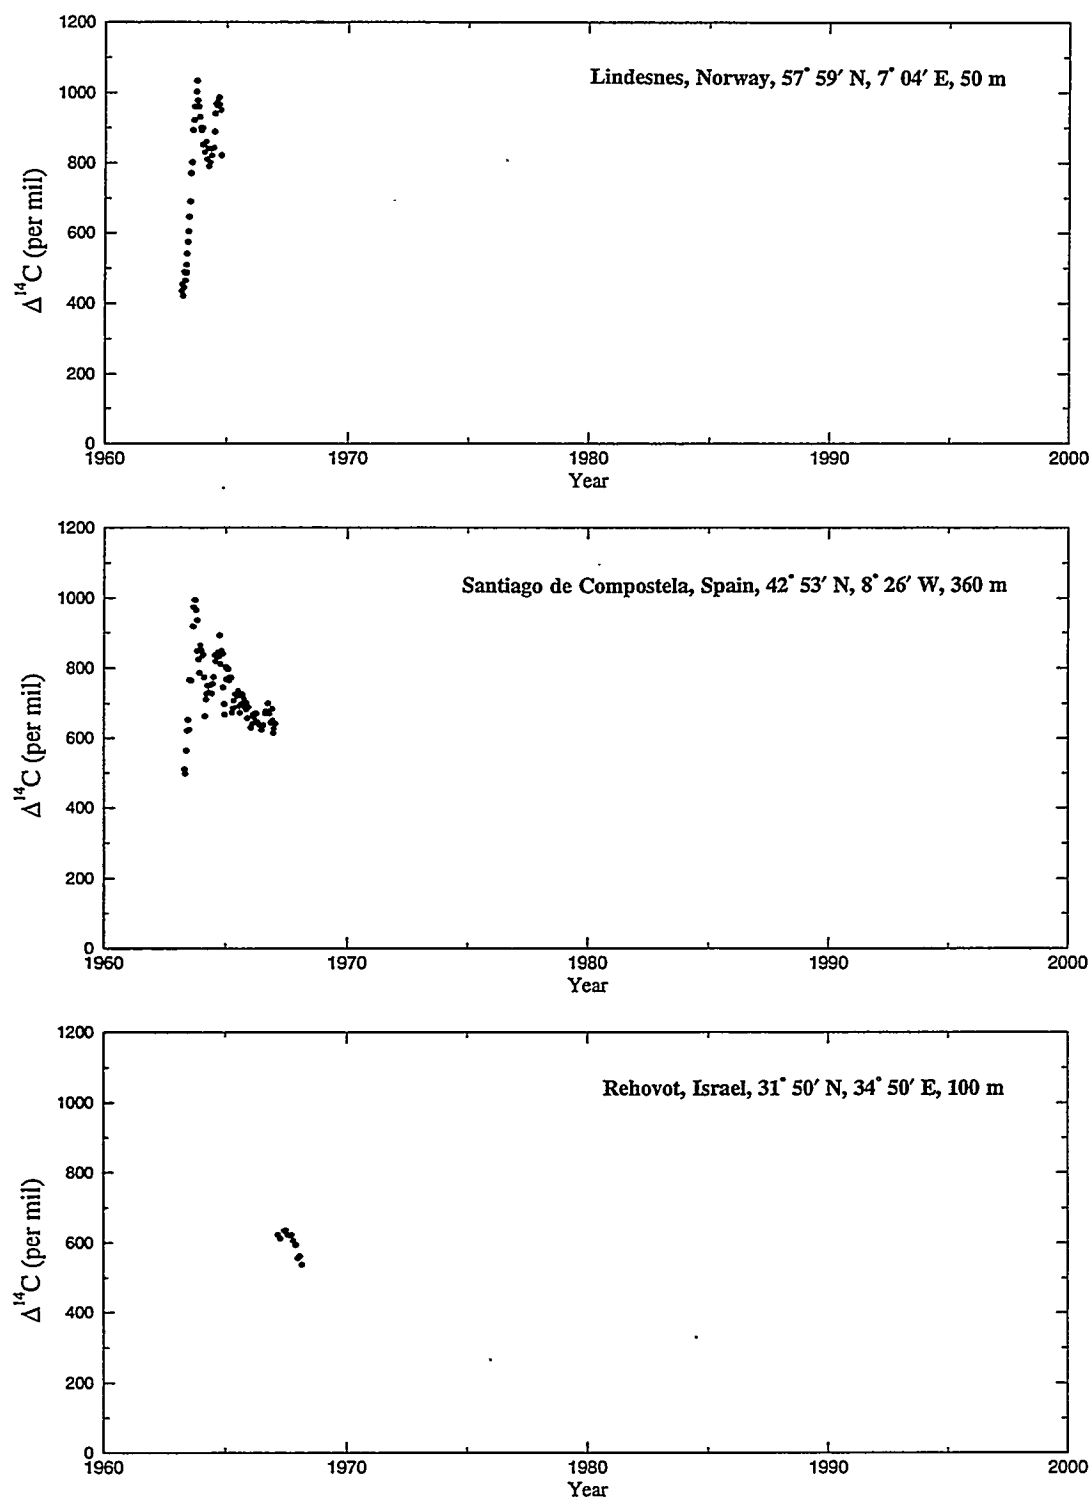 1200
Lindesnes, Norway, 57° 59′ N, 7° 04′ E, 50 m
1000
800
Δ¹⁴C (per mil)
600
400
200
0
1960 1970 1980 1990 2000
Year
1200
Santiago de Compostela, Spain, 42° 53′ N, 8° 26′ W, 360 m
1000
800
Δ¹⁴C (per mil)
600
400
200
0
1960 1970 1980 1990 2000
Year
1200
Rehovot, Israel, 31° 50′ N, 34° 50′ E, 100 m
1000
800
Δ¹⁴C (per mil)
600
400
200
0
1960 1970 1980 1990 2000
Year